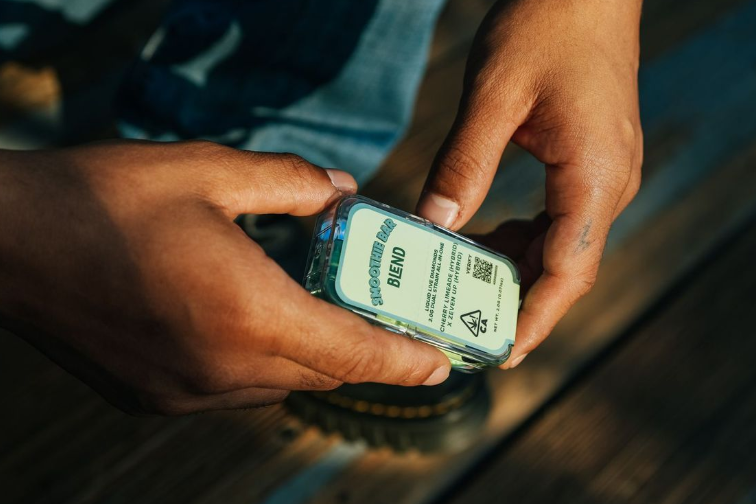 SMOOTHIE BAR
BLEND
LIQUID LIVE DIAMONDS
2.0G DUAL STRAIN ALL-IN-ONE
CHERRY LIMEADE (HYBRID)
X ZEVEN UP (HYBRID)
VERIFY
CA